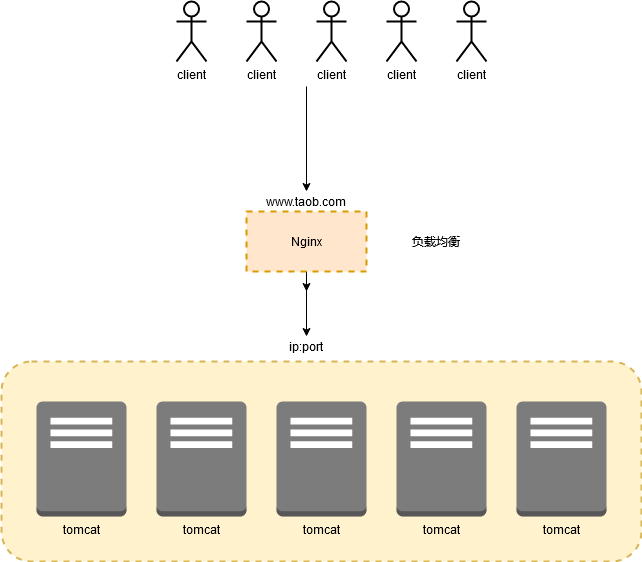 client client client client client
www.taob.com
Nginx
负载均衡
ip:port
tomcat tomcat tomcat tomcat tomcat